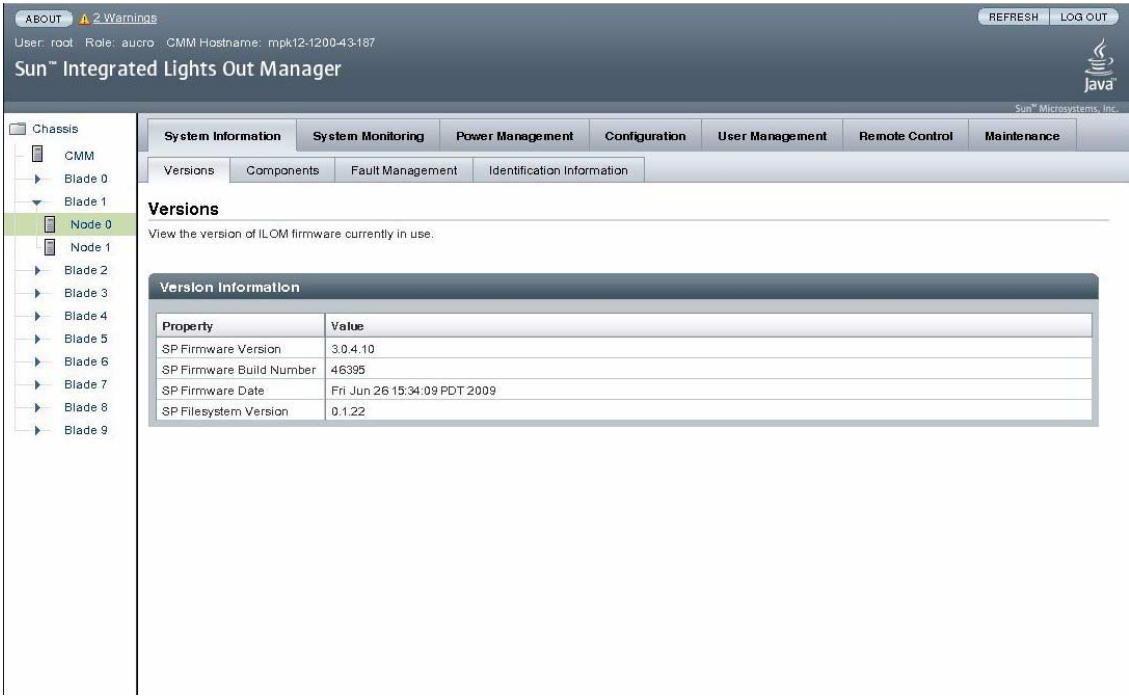 ABOUT 2 Warnings REFRESH LOG OUT
User: root Role: aucro CMM Hostname: mpk12-1200-43-187
Sun™ Integrated Lights Out Manager
Java™
Sun™ Microsystems, Inc.
Chassis
CMM
Blade 0
Blade 1
Node 0
Node 1
Blade 2
Blade 3
Blade 4
Blade 5
Blade 6
Blade 7
Blade 8
Blade 9
System Information System Monitoring Power Management Configuration User Management Remote Control Maintenance
Versions Components Fault Management Identification Information
Versions
View the version of ILOM firmware currently in use.
Version Information
Property Value
SP Firmware Version 3.0.4.10
SP Firmware Build Number 46395
SP Firmware Date Fri Jun 26 15:34:09 PDT 2009
SP Filesystem Version 0.1.22